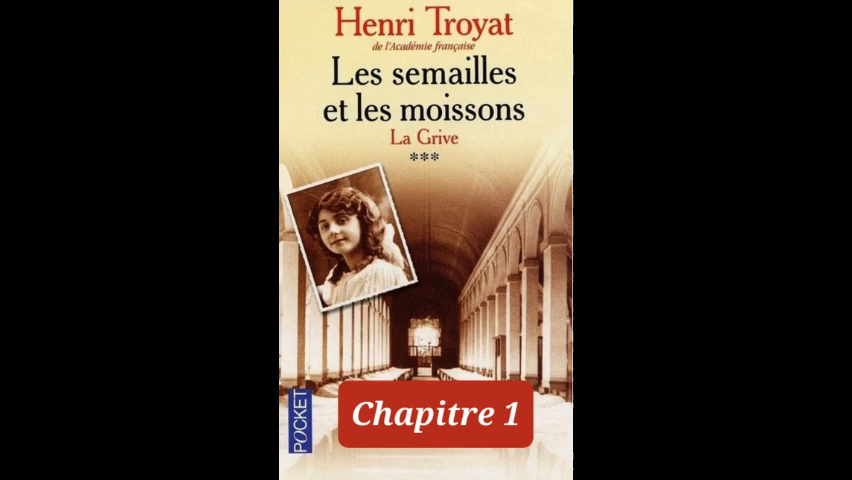 Henri Troyat
de l'Académie française
Les semailles
et les moissons
La Grive
***
POCKET
Chapitre 1